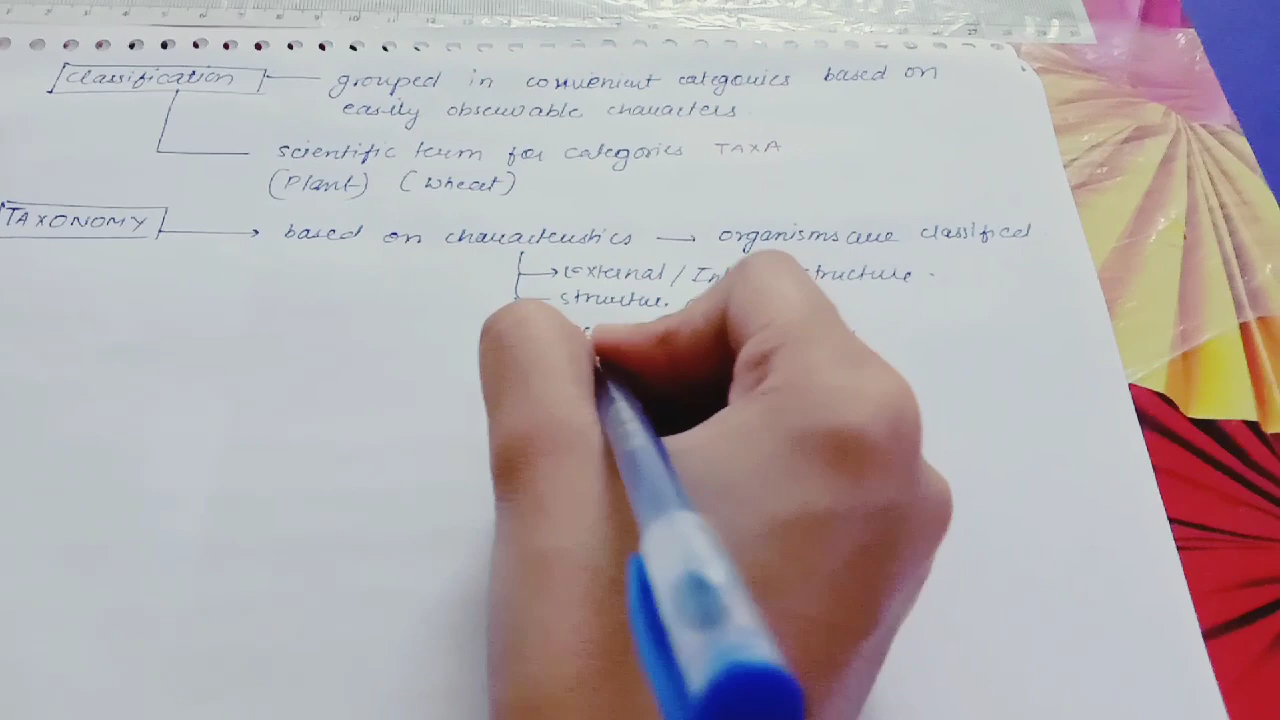 classification — grouped in convenient categories based on
easily observable characters.
scientific term for categories TAXA
(Plant) (Wheat)
TAXONOMY → based on characteristics → organisms are classified
→ External / structure.
structure.